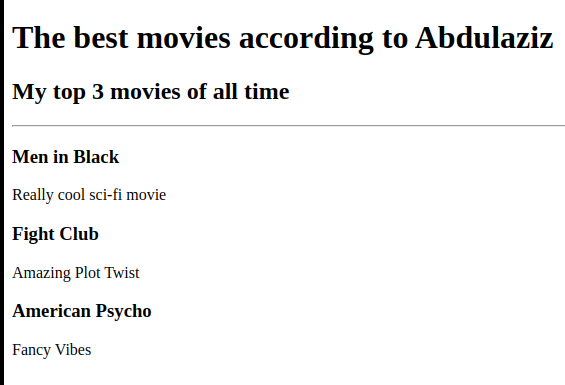 The best movies according to Abdulaziz
My top 3 movies of all time
Men in Black
Really cool sci-fi movie
Fight Club
Amazing Plot Twist
American Psycho
Fancy Vibes